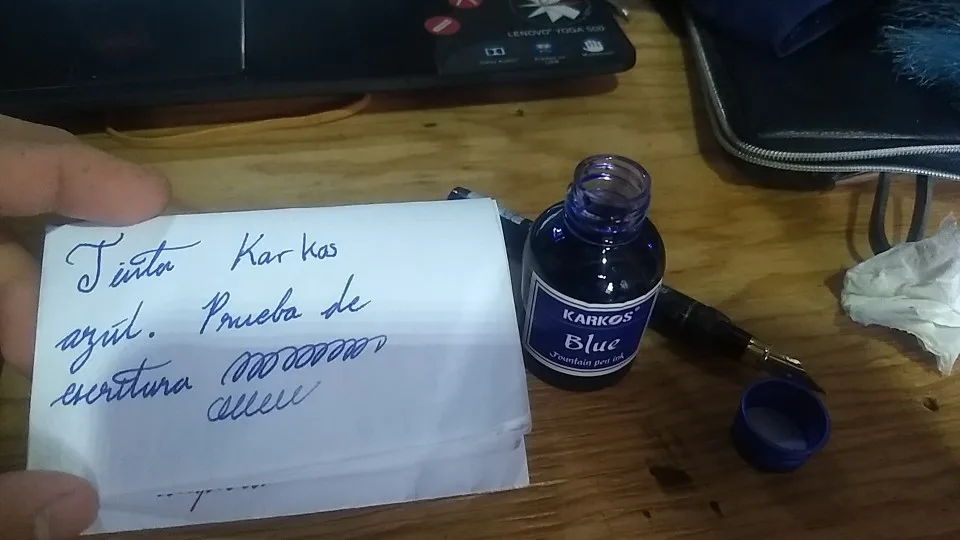 LENOVO YOGA 500
Tinta Karkos
azúl. Prueba de
escritura
KARKOS
Blue
Fountain pen ink